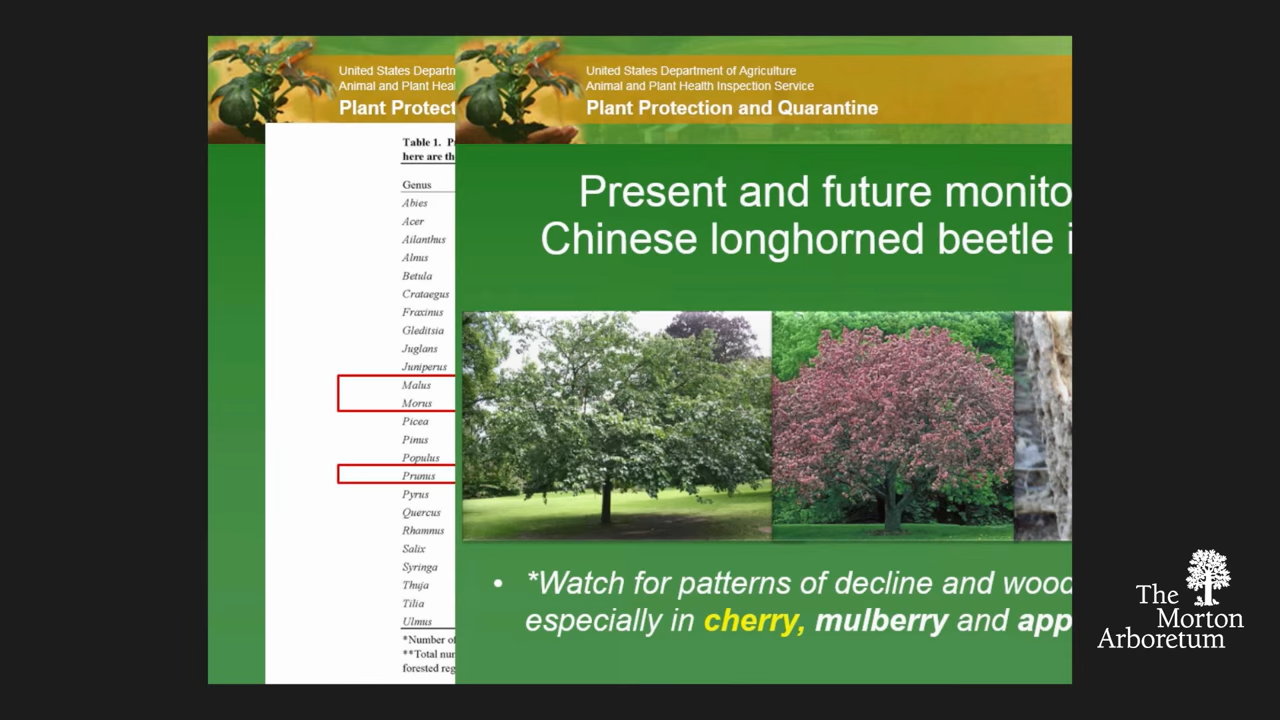 United States Departm
Animal and Plant Heal
Plant Protect
Table 1. P
here are th
Genus
Abies
Acer
Ailanthus
Alnus
Betula
Crataegus
Fraxinus
Gleditsia
Juglans
Juniperus
Malus
Morus
Picea
Pinus
Populus
Prunus
Pyrus
Quercus
Rhamnus
Salix
Syringa
Thuja
Tilia
Ulmus
*Number of
**Total num
forested reg
United States Department of Agriculture
Animal and Plant Health Inspection Service
Plant Protection and Quarantine
Present and future monito
Chinese longhorned beetle i
• *Watch for patterns of decline and wood
especially in cherry, mulberry and app
The
Morton
Arboretum